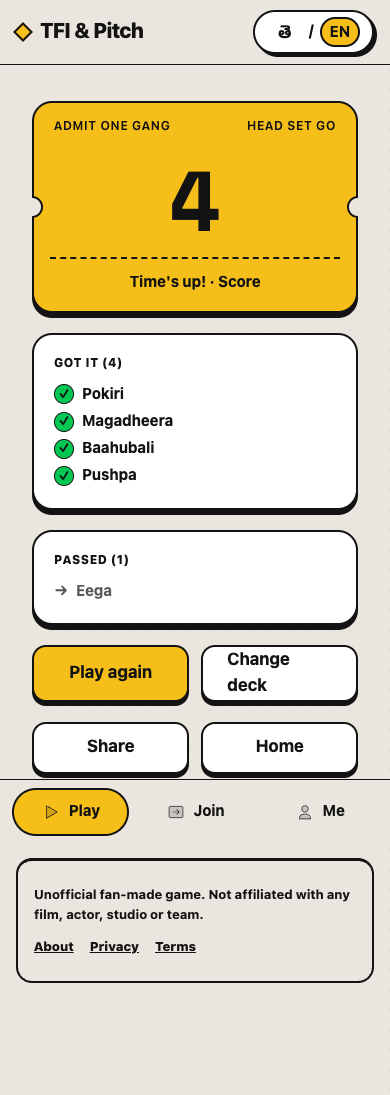 TFI & Pitch
తె / EN
ADMIT ONE GANG HEAD SET GO
4
Time's up! · Score
GOT IT (4)
Pokiri
Magadheera
Baahubali
Pushpa
PASSED (1)
Eega
Play again
Change
deck
Share
Home
Play
Join
Me
Unofficial fan-made game. Not affiliated with any
film, actor, studio or team.
About Privacy Terms